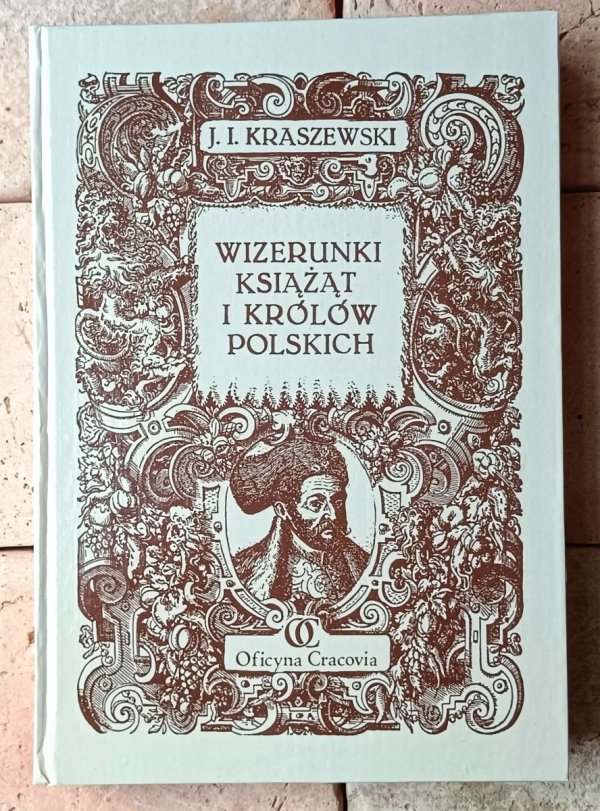 J. I. KRASZEWSKI
WIZERUNKI
KSIĄŻĄT
I KRÓLÓW
POLSKICH
OC
Oficyna Cracovia